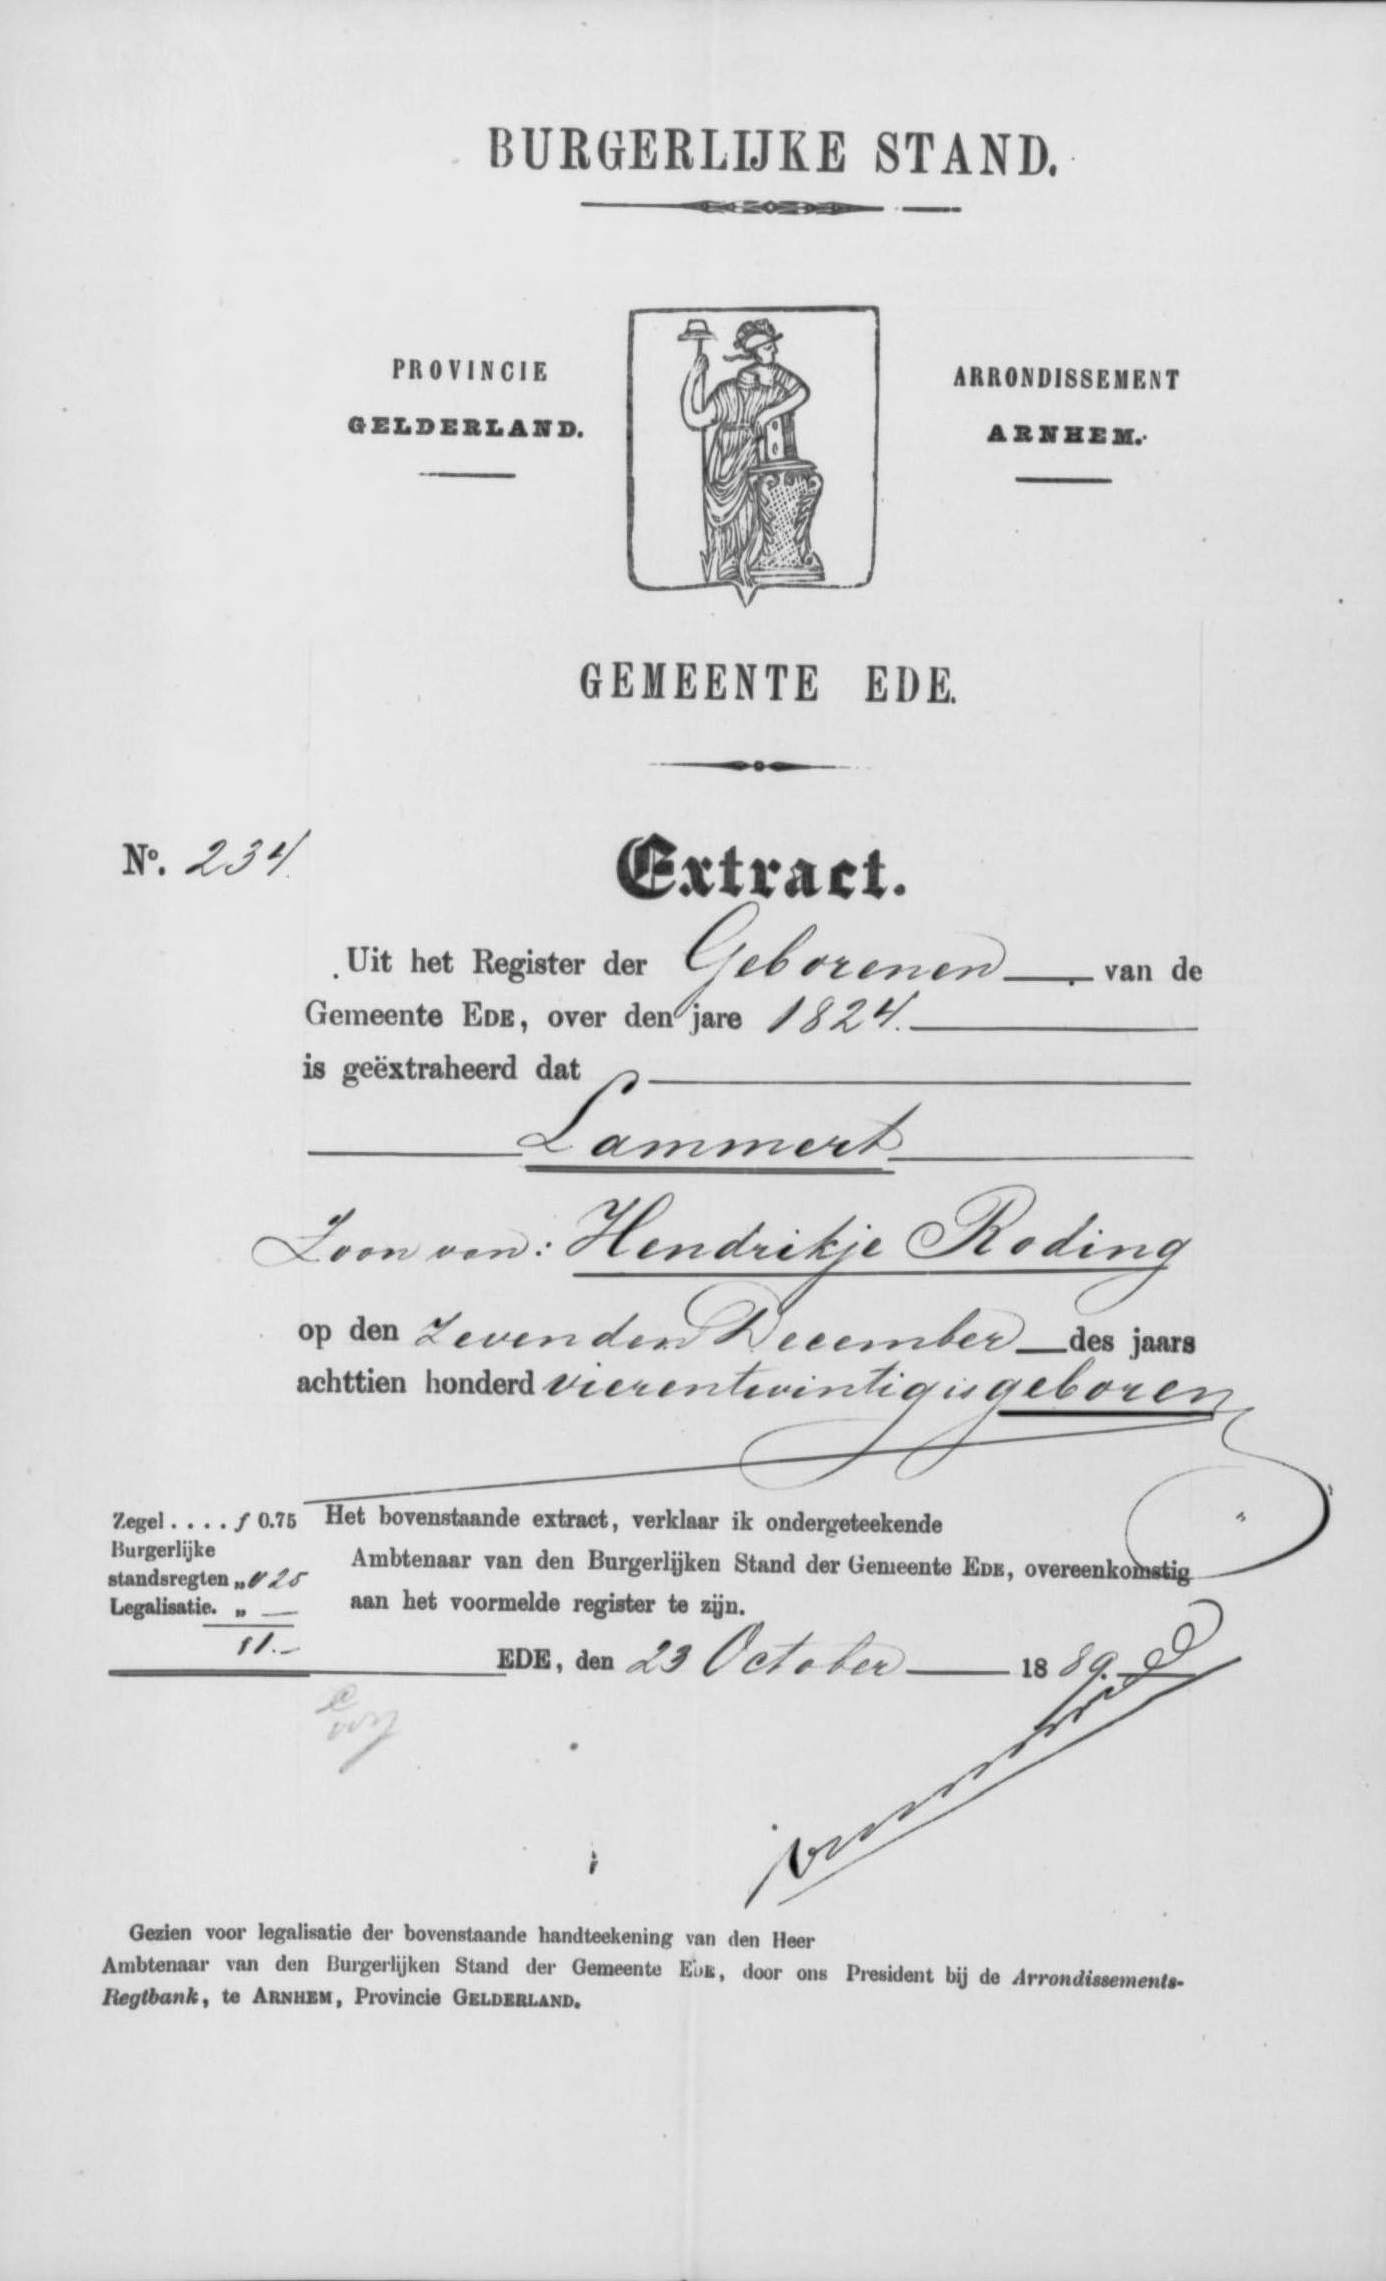 BURGERLIJKE STAND.
PROVINCIE
GELDERLAND.
ARRONDISSEMENT
ARNHEM.
GEMEENTE EDE.
No. 234.
Extract.
Uit het Register der Geborenen van de
Gemeente EDE, over den jare 1824.
is geëxtraheerd dat
Lammert
Zoon van: Hendrikje Roding
op den zevenden December des jaars
achttien honderd vierentwintig is geboren
Zegel . . . . f 0.75
Burgerlijke
standsregten „ 0 25
Legalisatie. „ —
f 1.-
Het bovenstaande extract, verklaar ik ondergeteekende
Ambtenaar van den Burgerlijken Stand der Gemeente EDE, overeenkomstig
aan het voormelde register te zijn.
EDE, den 23 October 1889.
Gezien voor legalisatie der bovenstaande handteekening van den Heer
Ambtenaar van den Burgerlijken Stand der Gemeente EDE, door ons President bij de Arrondissements-
Regtbank, te ARNHEM, Provincie GELDERLAND.